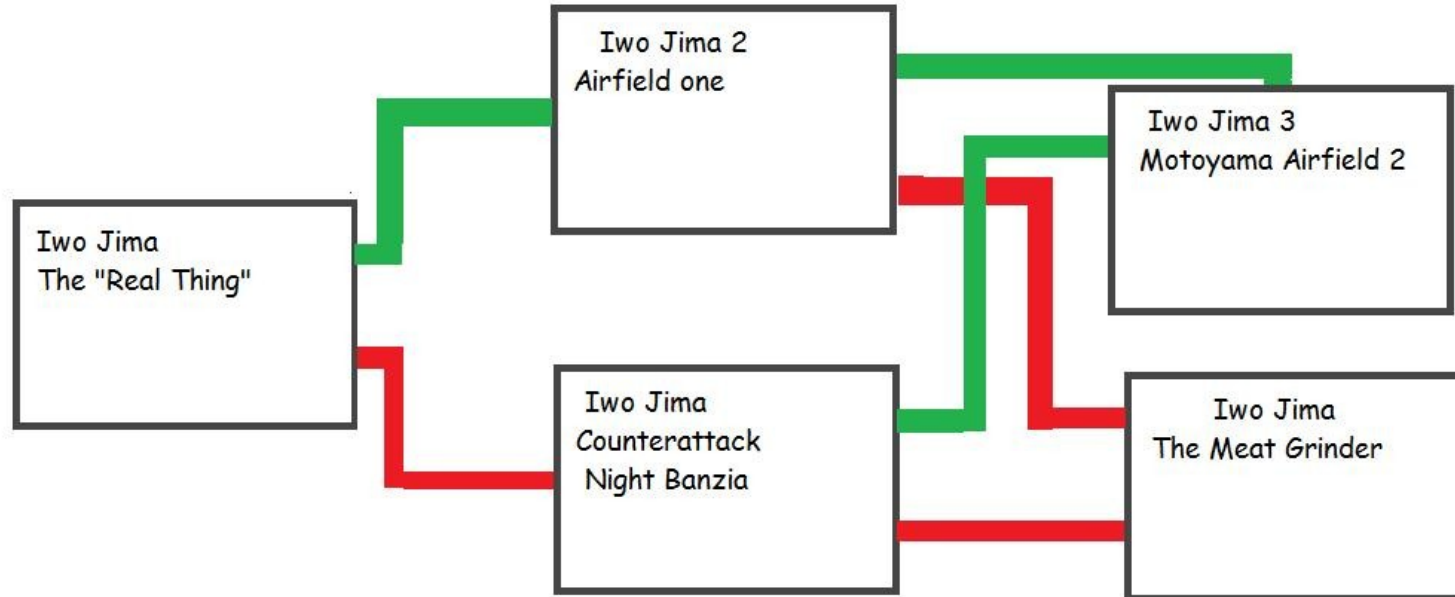 Iwo Jima
The "Real Thing"
Iwo Jima 2
Airfield one
Iwo Jima
Counterattack
Night Banzia
Iwo Jima 3
Motoyama Airfield 2
Iwo Jima
The Meat Grinder